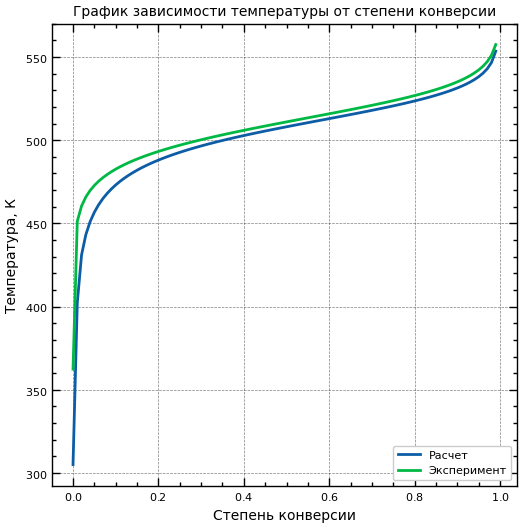 График зависимости температуры от степени конверсии
550
500
450
400
350
300
Температура, К
0.0 0.2 0.4 0.6 0.8 1.0
Степень конверсии
Расчет
Эксперимент